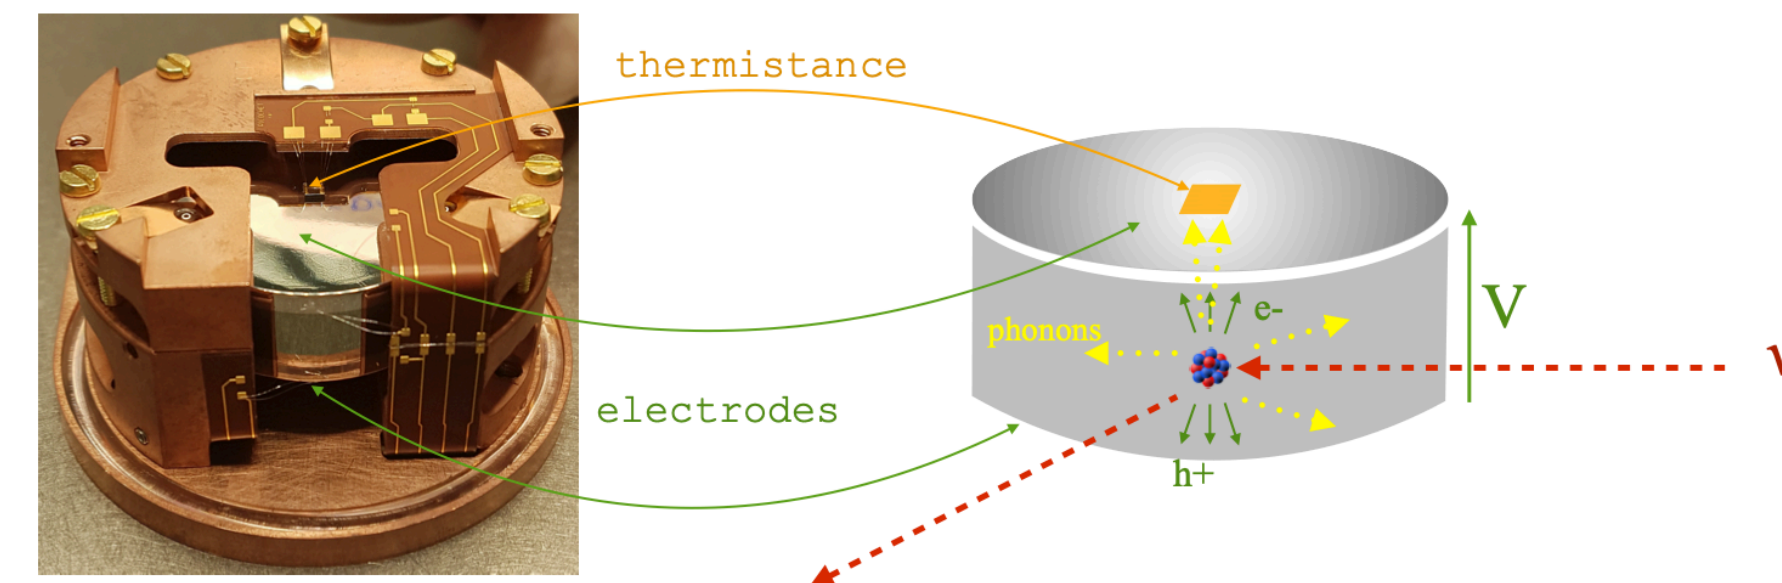 thermistance
V
e-
phonons
electrodes
h+